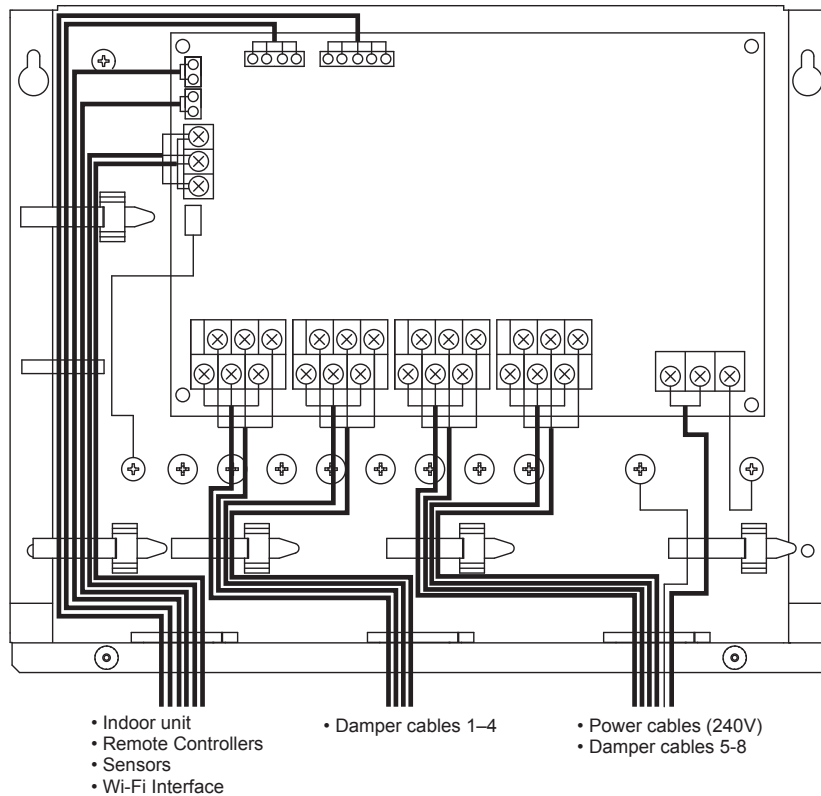 • Indoor unit
• Remote Controllers
• Sensors
• Wi-Fi Interface
• Damper cables 1–4
• Power cables (240V)
• Damper cables 5-8